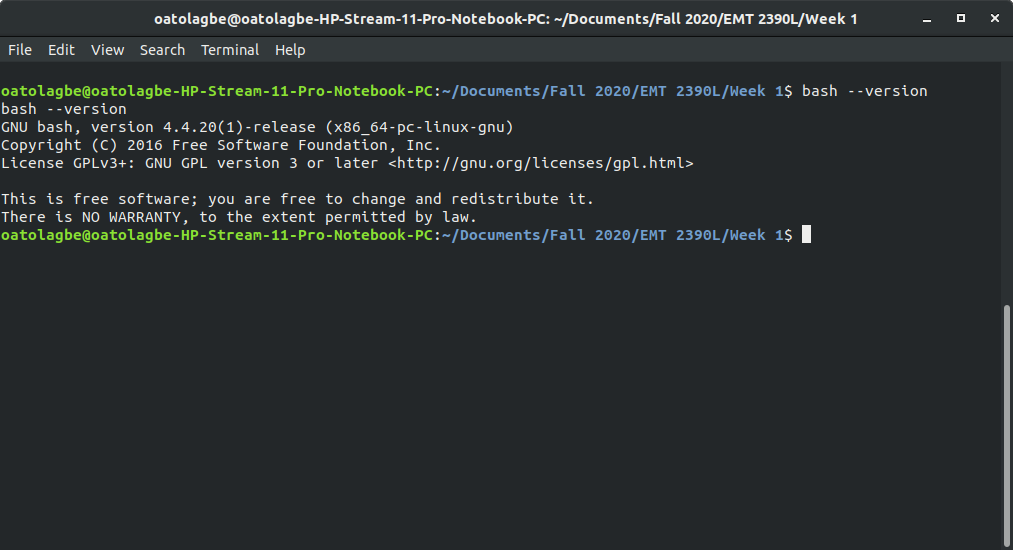 oatolagbe@oatolagbe-HP-Stream-11-Pro-Notebook-PC: ~/Documents/Fall 2020/EMT 2390L/Week 1
File Edit View Search Terminal Help
oatolagbe@oatolagbe-HP-Stream-11-Pro-Notebook-PC:~/Documents/Fall 2020/EMT 2390L/Week 1$ bash --version
bash --version
GNU bash, version 4.4.20(1)-release (x86_64-pc-linux-gnu)
Copyright (C) 2016 Free Software Foundation, Inc.
License GPLv3+: GNU GPL version 3 or later <http://gnu.org/licenses/gpl.html>
This is free software; you are free to change and redistribute it.
There is NO WARRANTY, to the extent permitted by law.
oatolagbe@oatolagbe-HP-Stream-11-Pro-Notebook-PC:~/Documents/Fall 2020/EMT 2390L/Week 1$